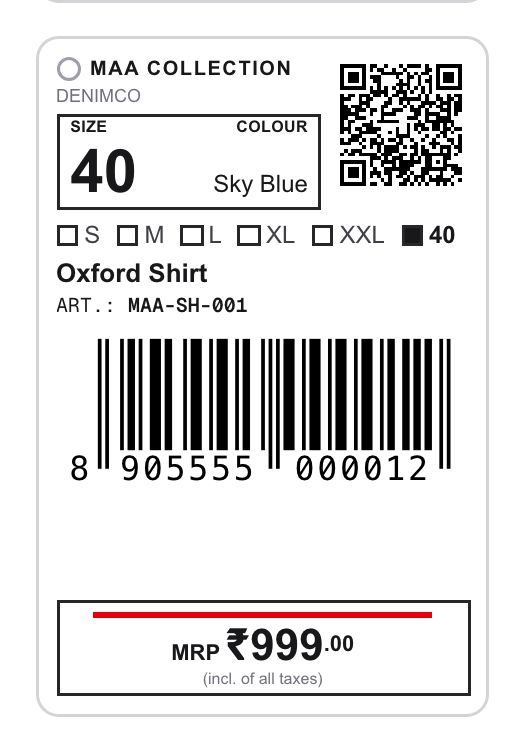 MAA COLLECTION
DENIMCO
SIZE COLOUR
40 Sky Blue
S M L XL XXL 40
Oxford Shirt
ART.: MAA-SH-001
8 905555 000012
MRP ₹999.00
(incl. of all taxes)